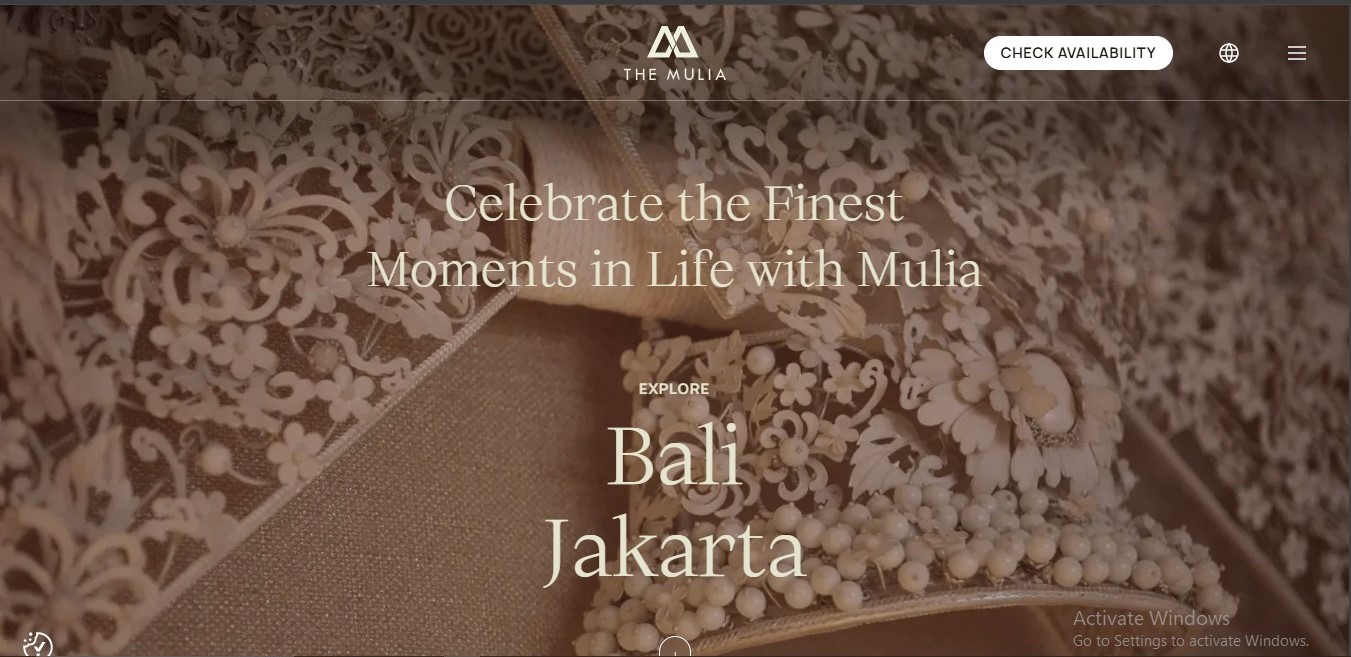 THE MULIA
CHECK AVAILABILITY
Celebrate the Finest
Moments in Life with Mulia
EXPLORE
Bali
Jakarta
Activate Windows
Go to Settings to activate Windows.